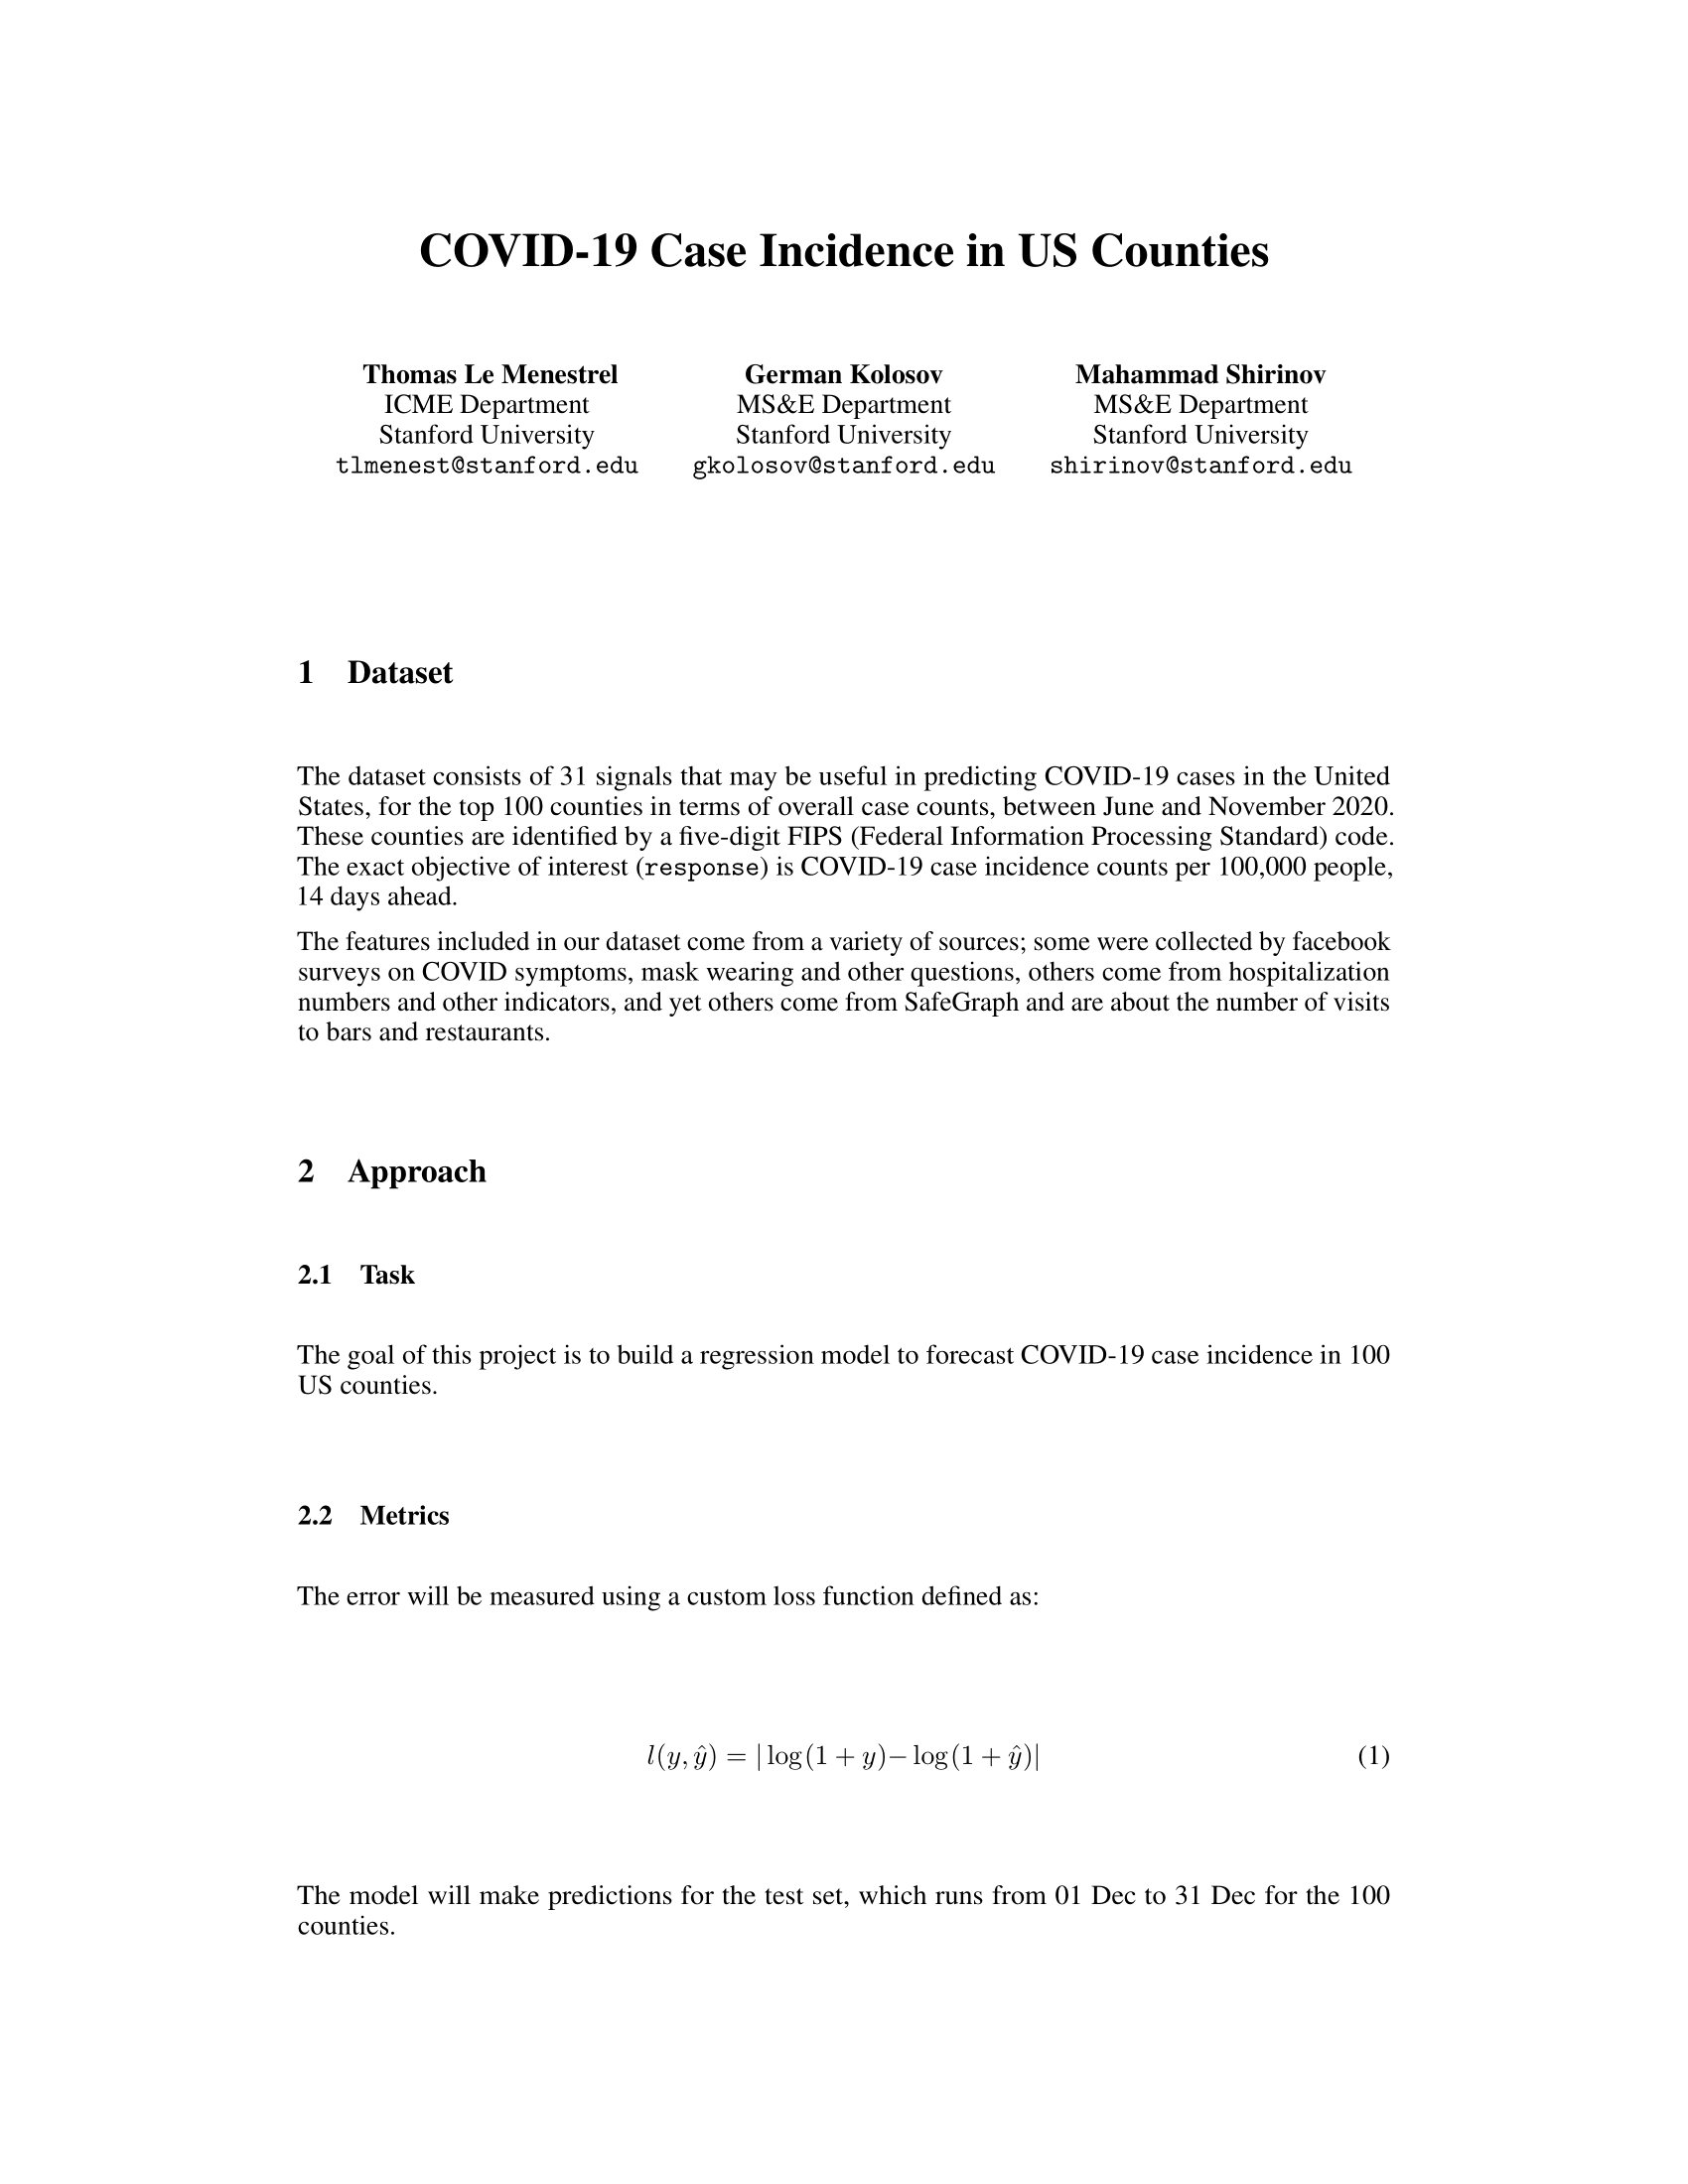 COVID-19 Case Incidence in US Counties
Thomas Le Menestrel
ICME Department
Stanford University
tlmenest@stanford.edu
German Kolosov
MS&E Department
Stanford University
gkolosov@stanford.edu
Mahammad Shirinov
MS&E Department
Stanford University
shirinov@stanford.edu
1 Dataset
The dataset consists of 31 signals that may be useful in predicting COVID-19 cases in the United
States, for the top 100 counties in terms of overall case counts, between June and November 2020.
These counties are identified by a five-digit FIPS (Federal Information Processing Standard) code.
The exact objective of interest (response) is COVID-19 case incidence counts per 100,000 people,
14 days ahead.
The features included in our dataset come from a variety of sources; some were collected by facebook
surveys on COVID symptoms, mask wearing and other questions, others come from hospitalization
numbers and other indicators, and yet others come from SafeGraph and are about the number of visits
to bars and restaurants.
2 Approach
2.1 Task
The goal of this project is to build a regression model to forecast COVID-19 case incidence in 100
US counties.
2.2 Metrics
The error will be measured using a custom loss function defined as:
l(y, ŷ) = | log(1 + y)− log(1 + ŷ)| (1)
The model will make predictions for the test set, which runs from 01 Dec to 31 Dec for the 100
counties.